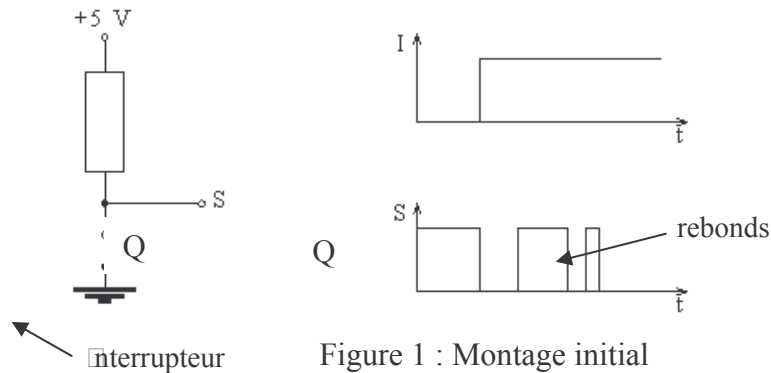 +5 V
S
Q
I
t
S
Q
rebonds
t
nterrupteur
Figure 1 : Montage initial